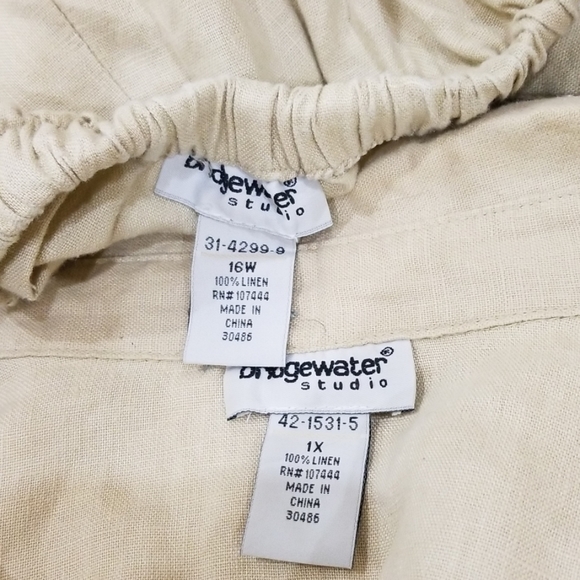 bridgewater®
studio
31-4299-9
16W
100% LINEN
RN# 107444
MADE IN
CHINA
30486
bridgewater®
studio
42-1531-5
1X
100% LINEN
RN# 107444
MADE IN
CHINA
30486